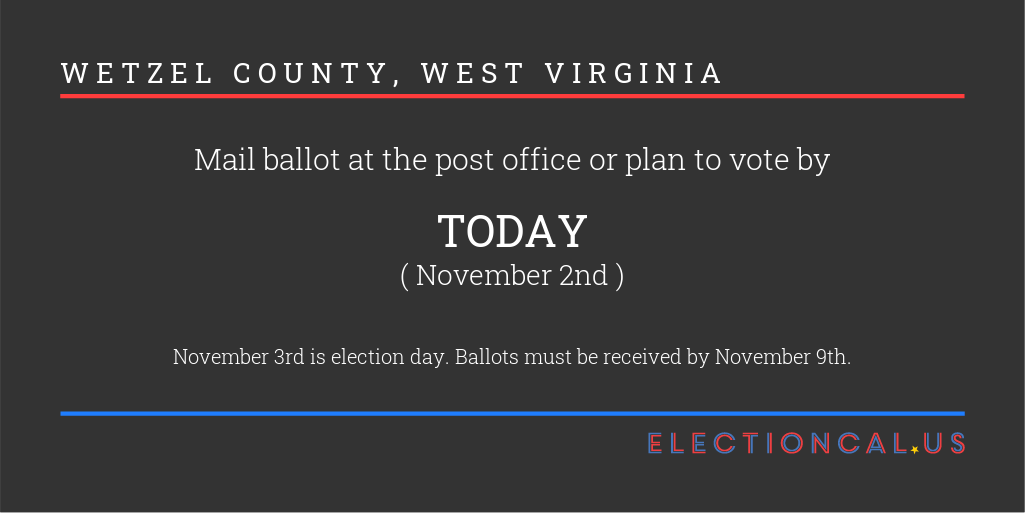 WETZEL COUNTY, WEST VIRGINIA
Mail ballot at the post office or plan to vote by
TODAY
( November 2nd )
November 3rd is election day. Ballots must be received by November 9th.
ELECTIONCAL.US